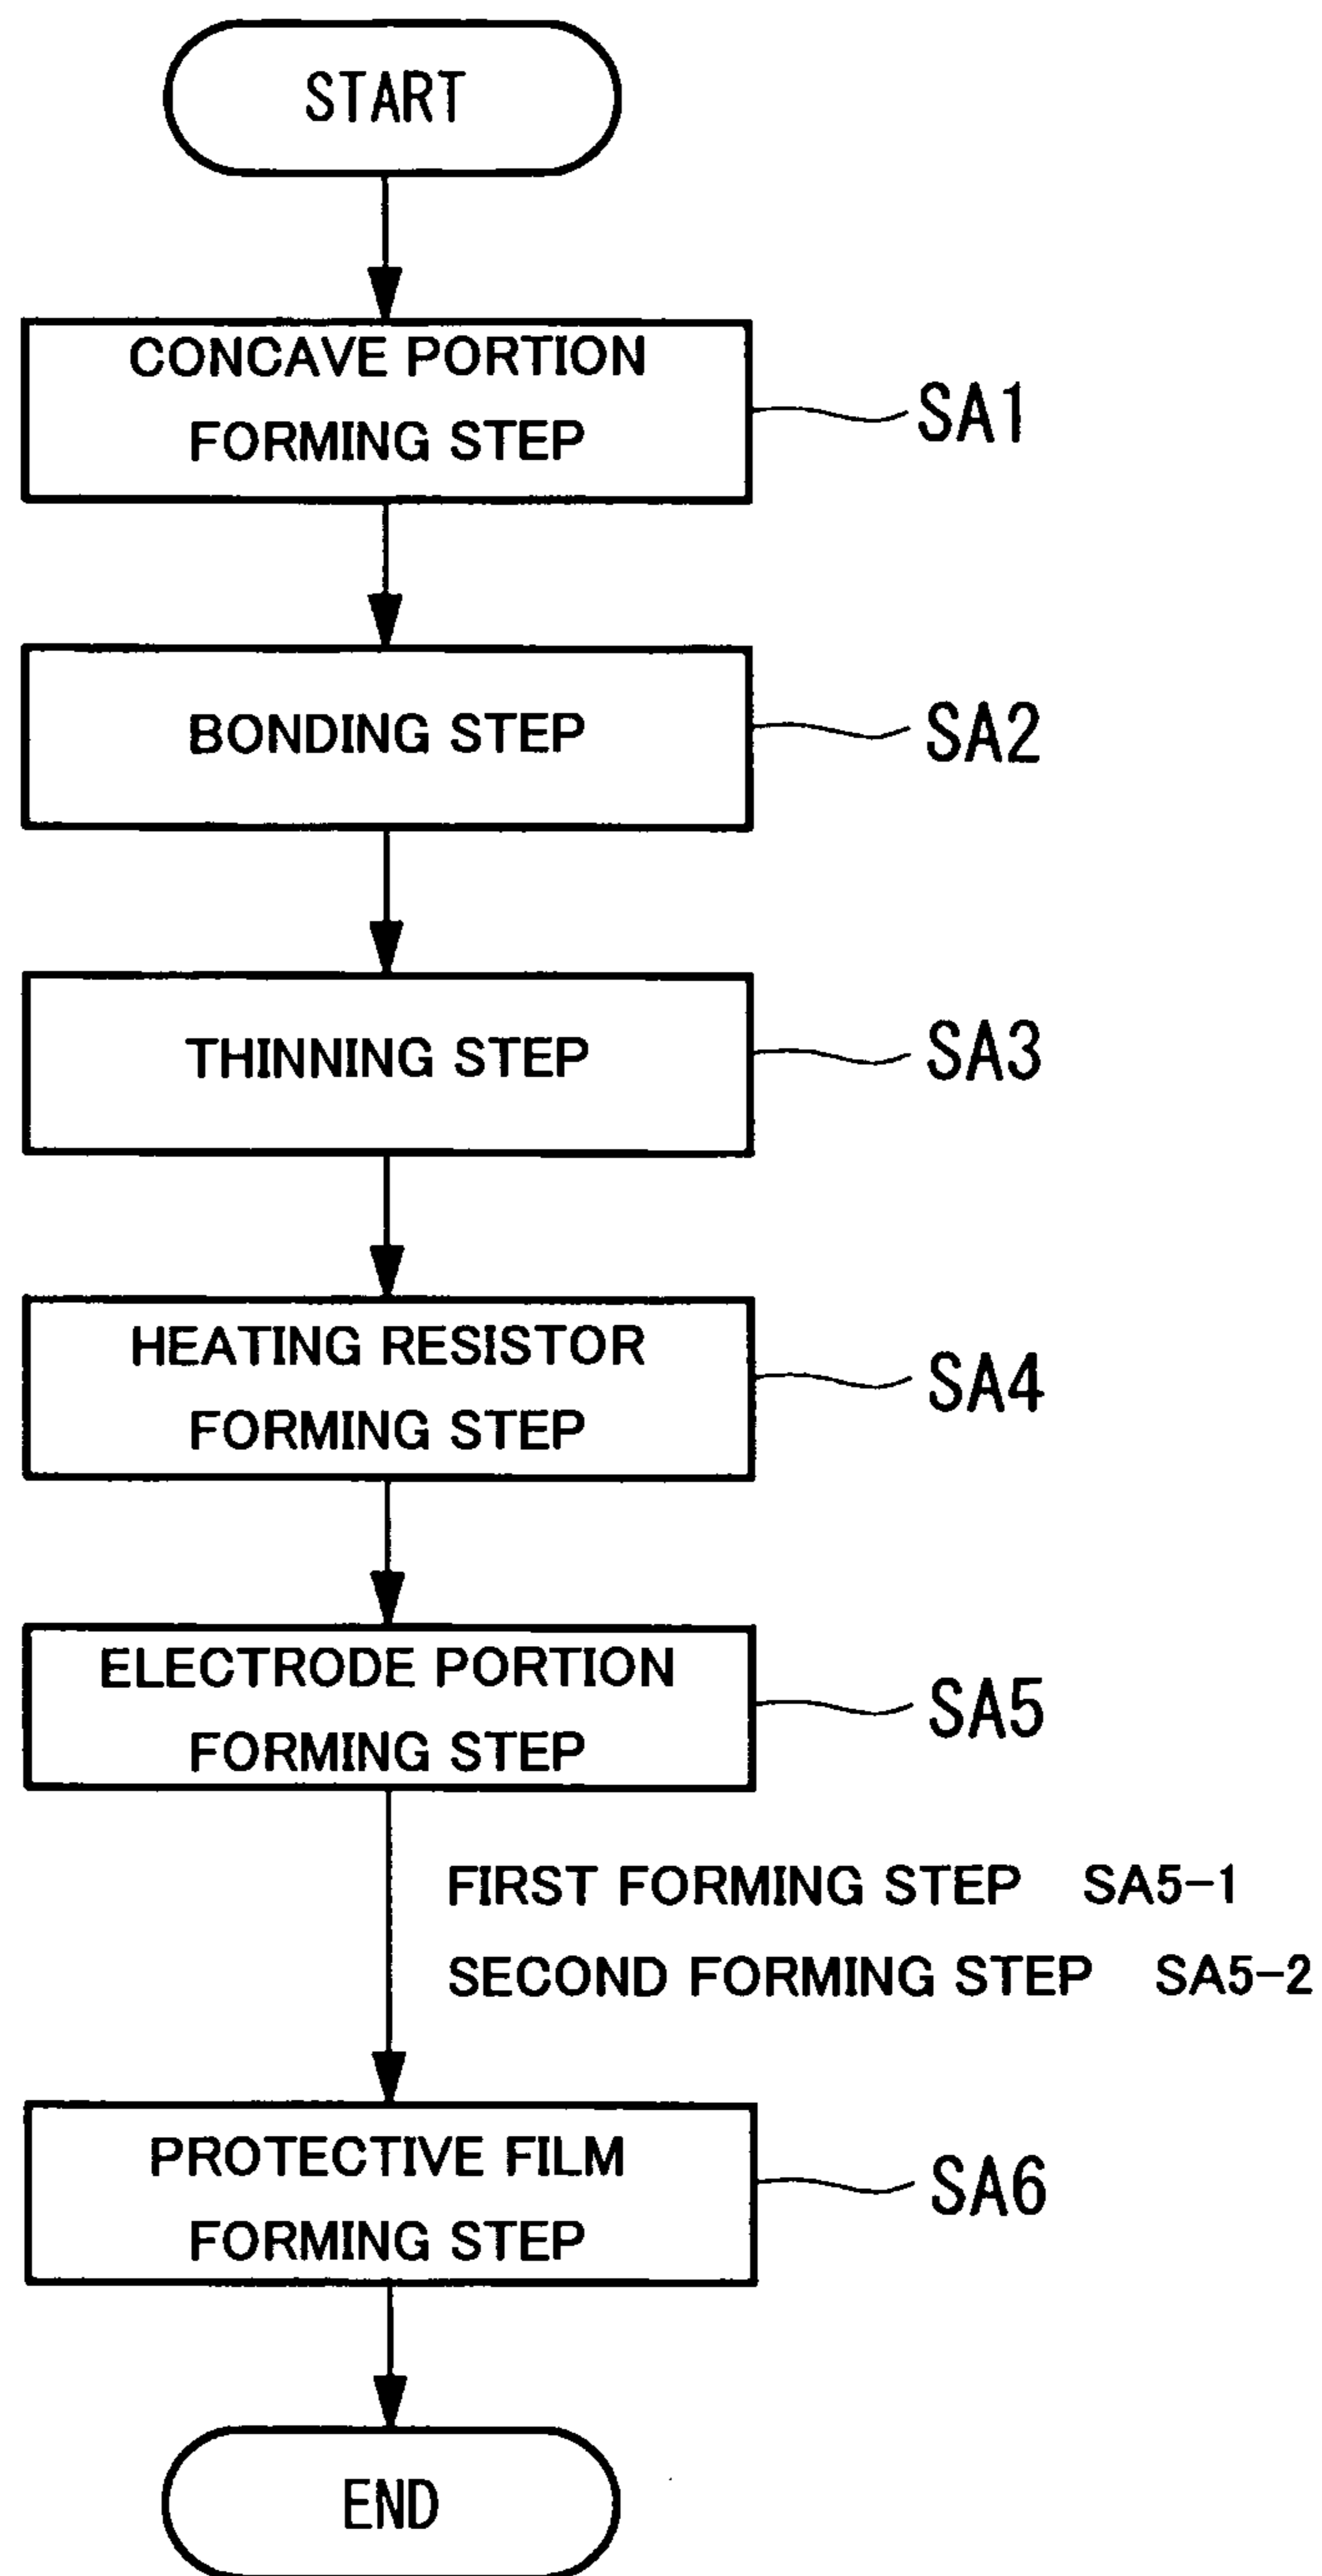 START
CONCAVE PORTION
FORMING STEP
SA1
BONDING STEP
SA2
THINNING STEP
SA3
HEATING RESISTOR
FORMING STEP
SA4
ELECTRODE PORTION
FORMING STEP
SA5
FIRST FORMING STEP SA5-1
SECOND FORMING STEP SA5-2
PROTECTIVE FILM
FORMING STEP
SA6
END